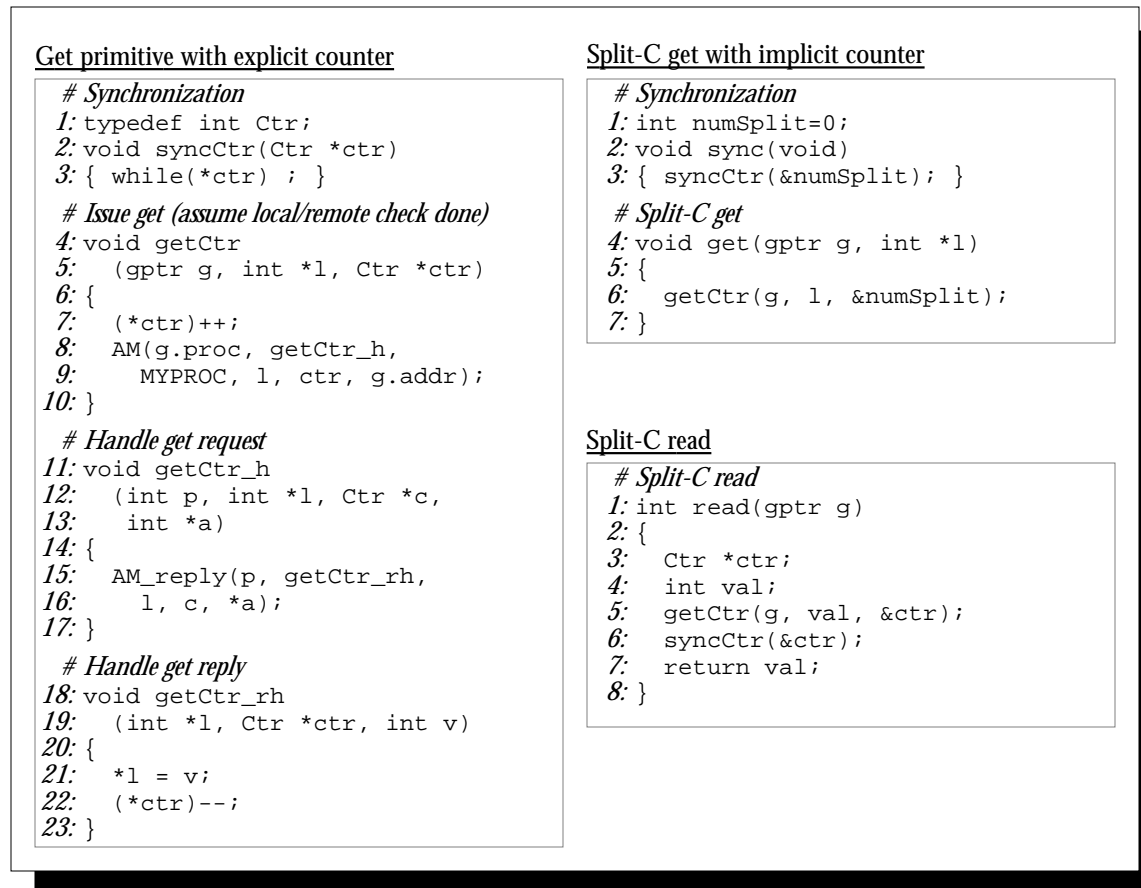 Get primitive with explicit counter
# Synchronization
1: typedef int Ctr;
2: void syncCtr(Ctr *ctr)
3: { while(*ctr) ; }
# Issue get (assume local/remote check done)
4: void getCtr
5:   (gptr g, int *l, Ctr *ctr)
6: {
7:   (*ctr)++;
8:   AM(g.proc, getCtr_h,
9:     MYPROC, l, ctr, g.addr);
10: }
# Handle get request
11: void getCtr_h
12:   (int p, int *l, Ctr *c,
13:    int *a)
14: {
15:   AM_reply(p, getCtr_rh,
16:     l, c, *a);
17: }
# Handle get reply
18: void getCtr_rh
19:   (int *l, Ctr *ctr, int v)
20: {
21:   *l = v;
22:   (*ctr)--;
23: }
Split-C get with implicit counter
# Synchronization
1: int numSplit=0;
2: void sync(void)
3: { syncCtr(&numSplit); }
# Split-C get
4: void get(gptr g, int *l)
5: {
6:   getCtr(g, l, &numSplit);
7: }
Split-C read
# Split-C read
1: int read(gptr g)
2: {
3:   Ctr *ctr;
4:   int val;
5:   getCtr(g, val, &ctr);
6:   syncCtr(&ctr);
7:   return val;
8: }